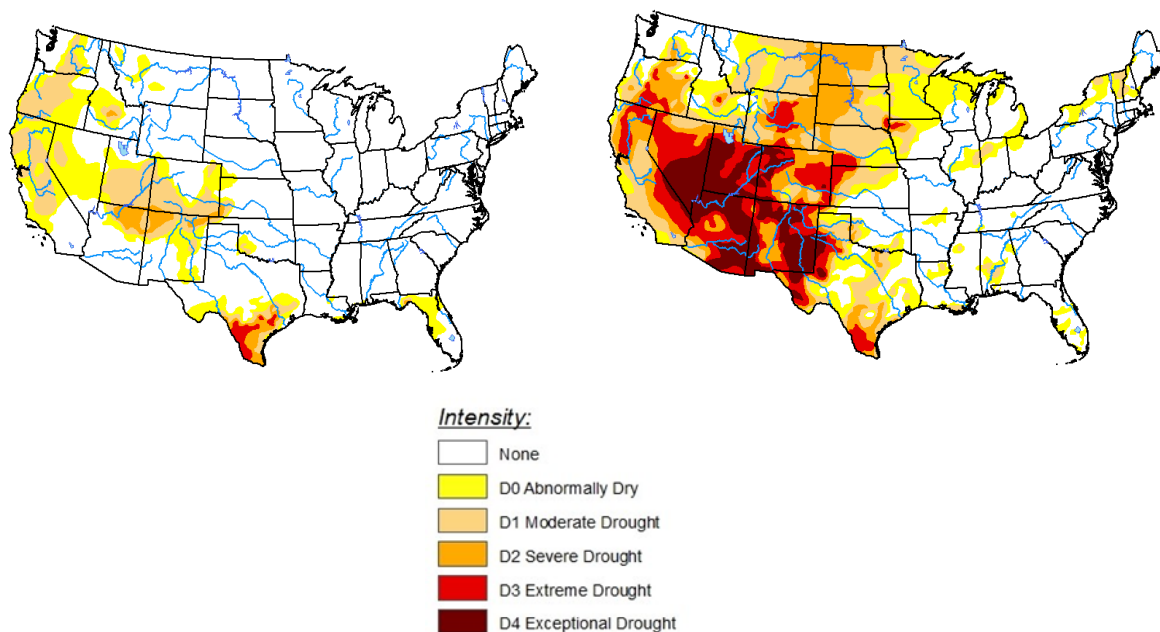 Intensity:
None
D0 Abnormally Dry
D1 Moderate Drought
D2 Severe Drought
D3 Extreme Drought
D4 Exceptional Drought